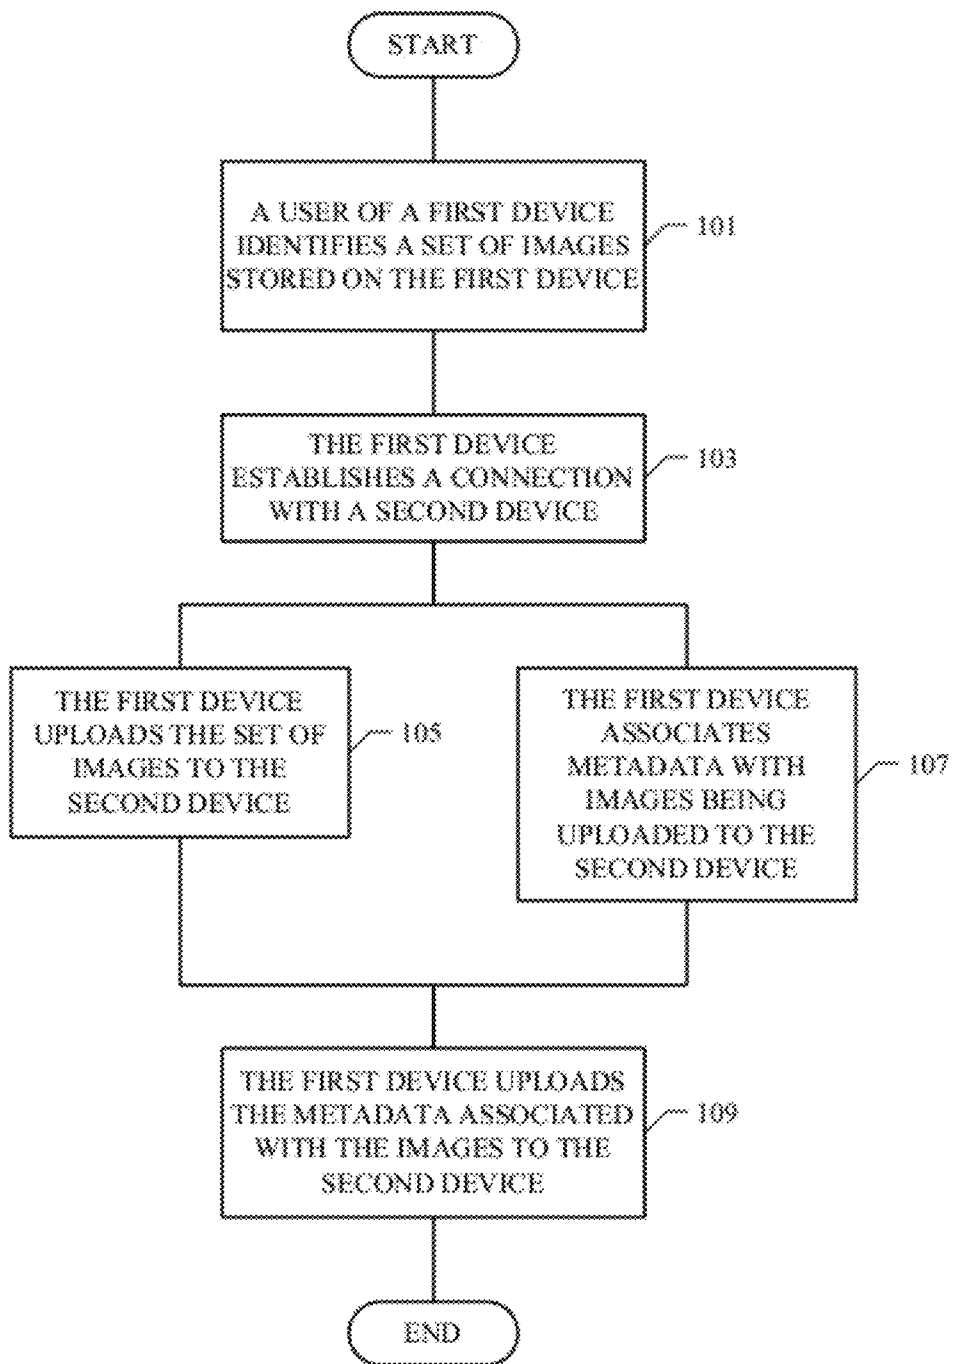 START
A USER OF A FIRST DEVICE
IDENTIFIES A SET OF IMAGES
STORED ON THE FIRST DEVICE
101
THE FIRST DEVICE
ESTABLISHES A CONNECTION
WITH A SECOND DEVICE
103
THE FIRST DEVICE
UPLOADS THE SET OF
IMAGES TO THE
SECOND DEVICE
105
THE FIRST DEVICE
ASSOCIATES
METADATA WITH
IMAGES BEING
UPLOADED TO THE
SECOND DEVICE
107
THE FIRST DEVICE UPLOADS
THE METADATA ASSOCIATED
WITH THE IMAGES TO THE
SECOND DEVICE
109
END